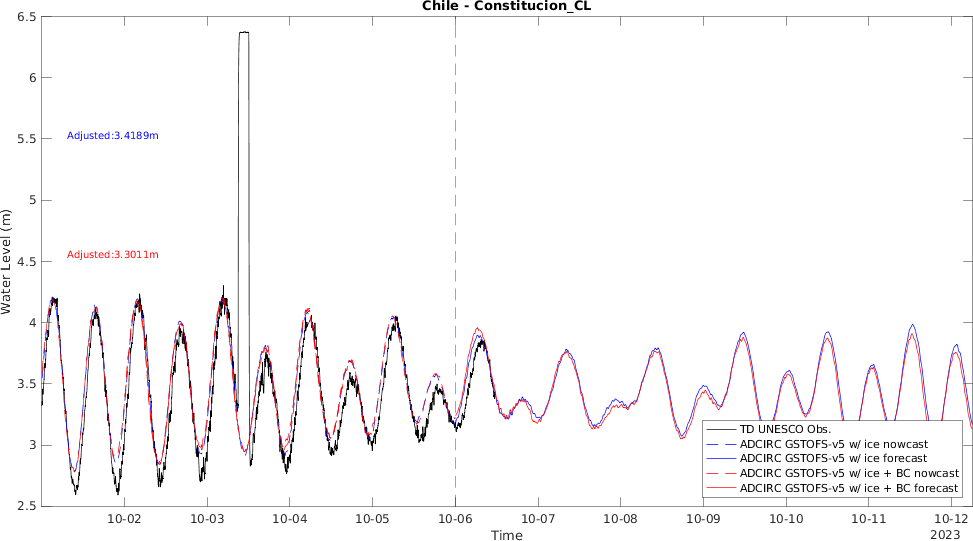 Chile - Constitucion_CL
6.5
6
5.5
5
4.5
4
3.5
3
2.5
Water Level (m)
Adjusted:3.4189m
Adjusted:3.3011m
TD UNESCO Obs.
ADCIRC GSTOFS-v5 w/ ice nowcast
ADCIRC GSTOFS-v5 w/ ice forecast
ADCIRC GSTOFS-v5 w/ ice + BC nowcast
ADCIRC GSTOFS-v5 w/ ice + BC forecast
10-02 10-03 10-04 10-05 10-06 10-07 10-08 10-09 10-10 10-11 10-12
2023
Time